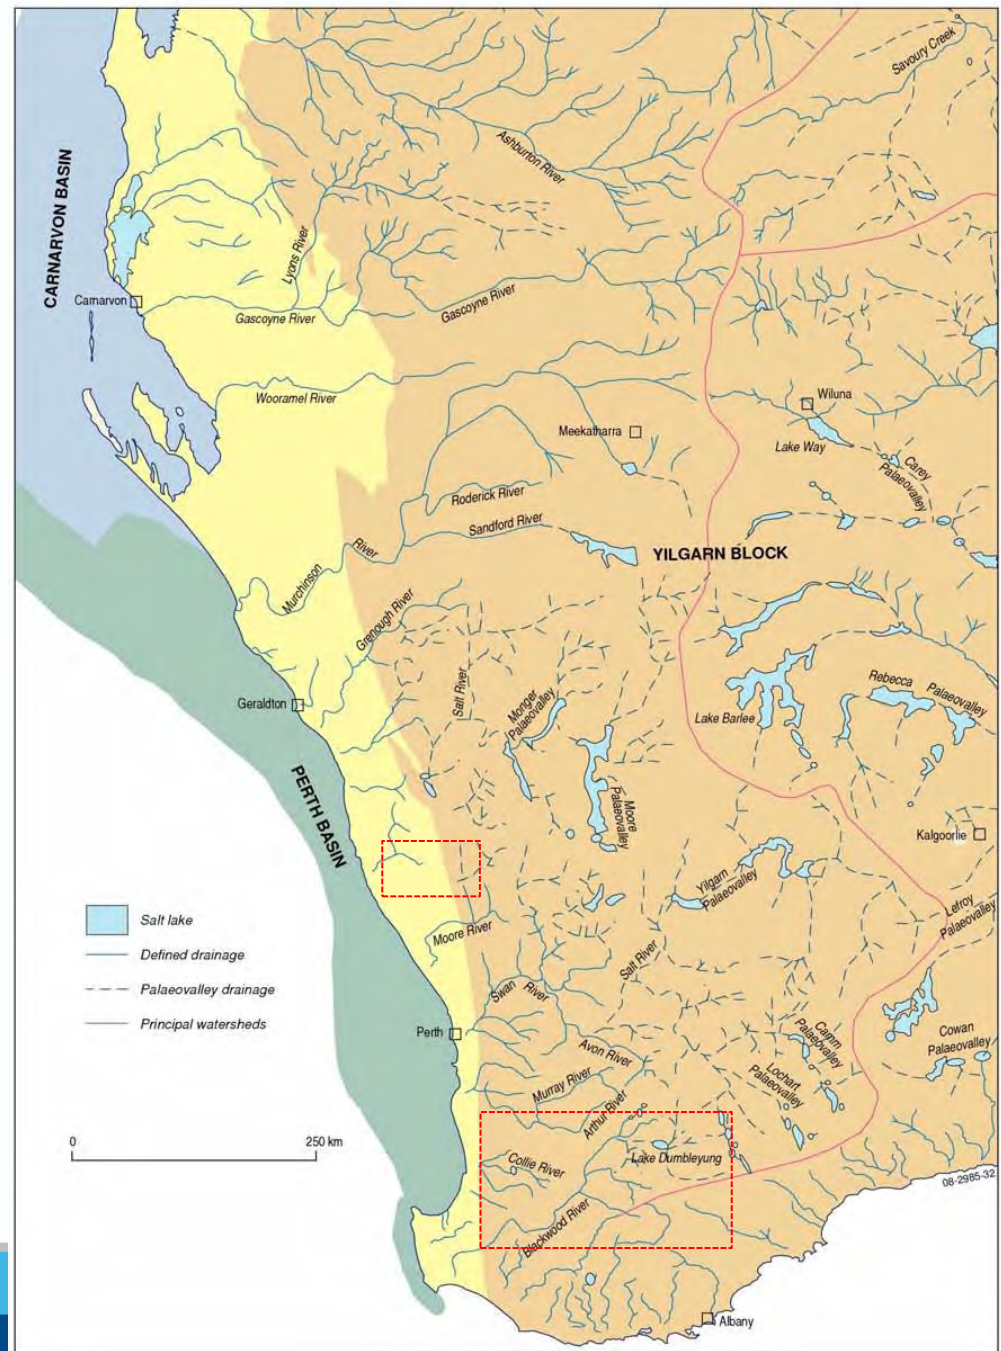 Savoury Creek
Ashburton River
CARNARVON BASIN
Lyons River
Carnarvon
Gascoyne River
Gascoyne River
Wooramel River
Wiluna
Meekatharra
Lake Way
Carey
Palaeovalley
Roderick River
Sandford River
YILGARN BLOCK
Murchinson
River
Grenough River
Salt River
Monger
Palaeovalley
Rebecca
Palaeovalley
Geraldton
Lake Barlee
PERTH BASIN
Moore
Palaeovalley
Kalgoorlie
Yilgarn
Palaeovalley
Lefroy
Palaeovalley
Salt lake
Moore River
Defined drainage
Salt River
Palaeovalley drainage
Swan River
Principal watersheds
Perth
Camm
Palaeovalley
Cowan
Palaeovalley
Avon River
Lochart
Palaeovalley
Murray River
Arthur River
0
250 km
Collie River
Lake Dumbleyung
08-2985-32
Blackwood River
Albany